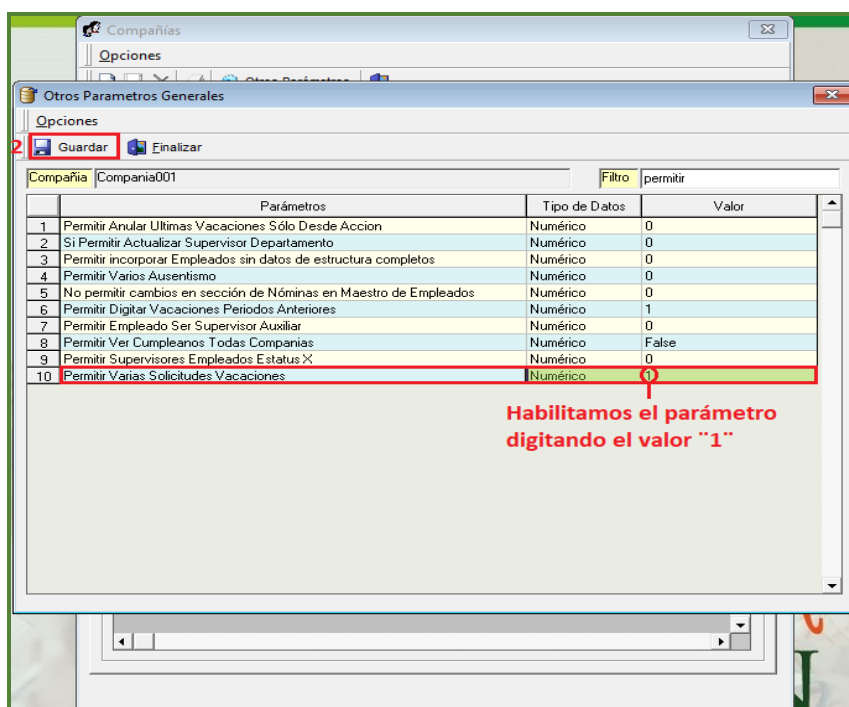 Compañías
Opciones
Otros Parámetros
Otros Parametros Generales
Opciones
2 Guardar Finalizar
Compañia Compania001 Filtro permitir
Parámetros Tipo de Datos Valor
1 Permitir Anular Ultimas Vacaciones Sólo Desde Accion Numérico 0
2 Si Permitir Actualizar Supervisor Departamento Numérico 0
3 Permitir incorporar Empleados sin datos de estructura completos Numérico 0
4 Permitir Varios Ausentismo Numérico 0
5 No permitir cambios en sección de Nóminas en Maestro de Empleados Numérico 0
6 Permitir Digitar Vacaciones Periodos Anteriores Numérico 1
7 Permitir Empleado Ser Supervisor Auxiliar Numérico 0
8 Permitir Ver Cumpleanos Todas Companias Numérico False
9 Permitir Supervisores Empleados Estatus X Numérico 0
10 Permitir Varias Solicitudes Vacaciones Numérico 1
Habilitamos el parámetro
digitando el valor ¨1¨
N